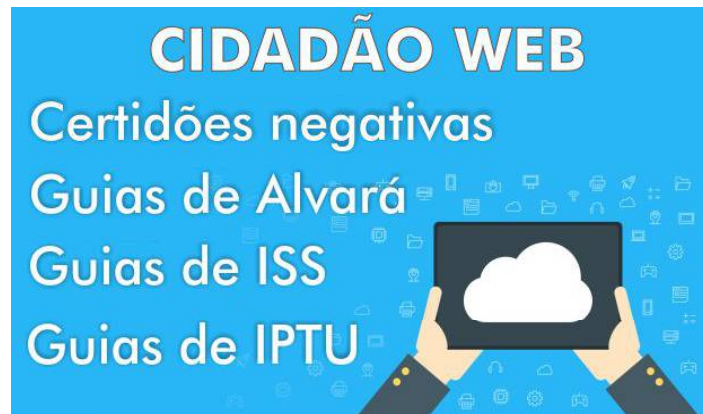 CIDADÃO WEB
Certidões negativas
Guias de Alvará
Guias de ISS
Guias de IPTU